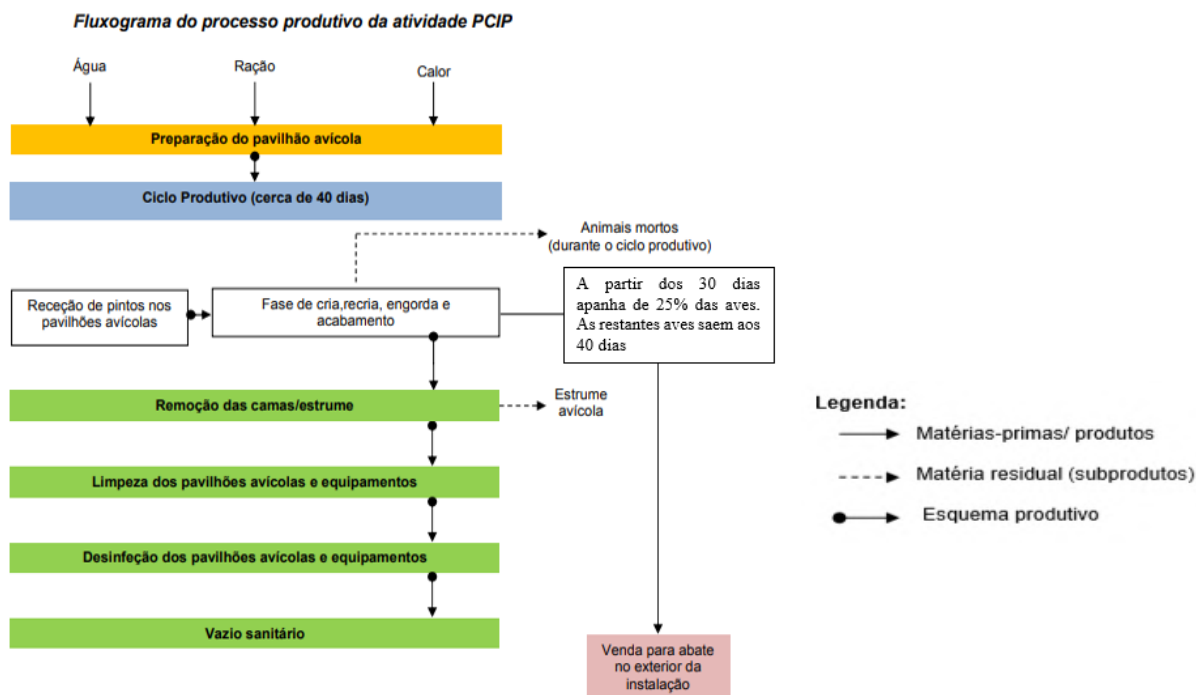 Fluxograma do processo produtivo da atividade PCIP
Água
Ração
Calor
Preparação do pavilhão avícola
Ciclo Produtivo (cerca de 40 dias)
Animais mortos
(durante o ciclo produtivo)
Receção de pintos nos
pavilhões avícolas
Fase de cria,recria, engorda e
acabamento
A partir dos 30 dias
apanha de 25% das aves.
As restantes aves saem aos
40 dias
Remoção das camas/estrume
Estrume
avícola
Limpeza dos pavilhões avícolas e equipamentos
Desinfeção dos pavilhões avícolas e equipamentos
Vazio sanitário
Venda para abate
no exterior da
instalação
Legenda:
Matérias-primas/ produtos
Matéria residual (subprodutos)
Esquema produtivo